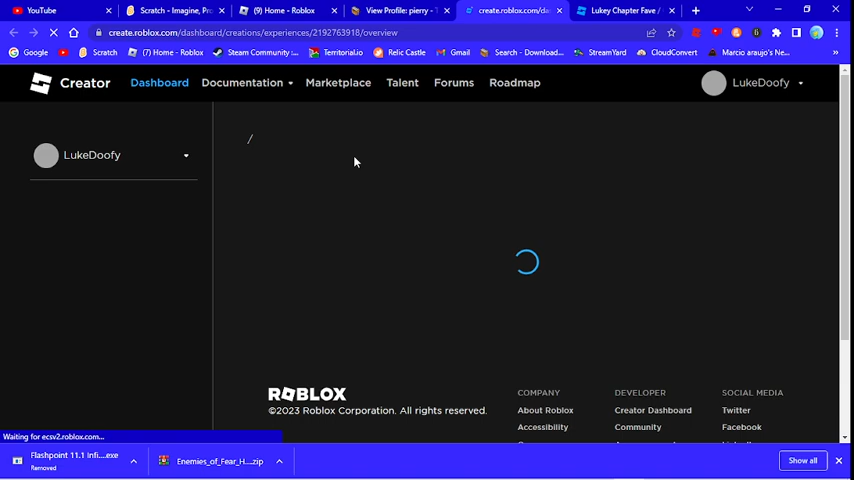 YouTube
Scratch - Imagine, Pro
(9) Home - Roblox
View Profile: pierry - T
create.roblox.com/da
Lukey Chapter Fave /
create.roblox.com/dashboard/creations/experiences/2192763918/overview
Google
Scratch
(7) Home - Roblox
Steam Community :...
Territorial.io
Relic Castle
Gmail
Search - Download...
StreamYard
CloudConvert
Marcio araujo's Ne...
»
Creator
Dashboard
Documentation
Marketplace
Talent
Forums
Roadmap
LukeDoofy
LukeDoofy
/
ROBLOX
©2023 Roblox Corporation. All rights reserved.
COMPANY
About Roblox
Accessibility
DEVELOPER
Creator Dashboard
Community
SOCIAL MEDIA
Twitter
Facebook
Waiting for ecsv2.roblox.com...
Flashpoint 11.1 Infi....exe
Removed
Enemies_of_Fear_H....zip
Show all